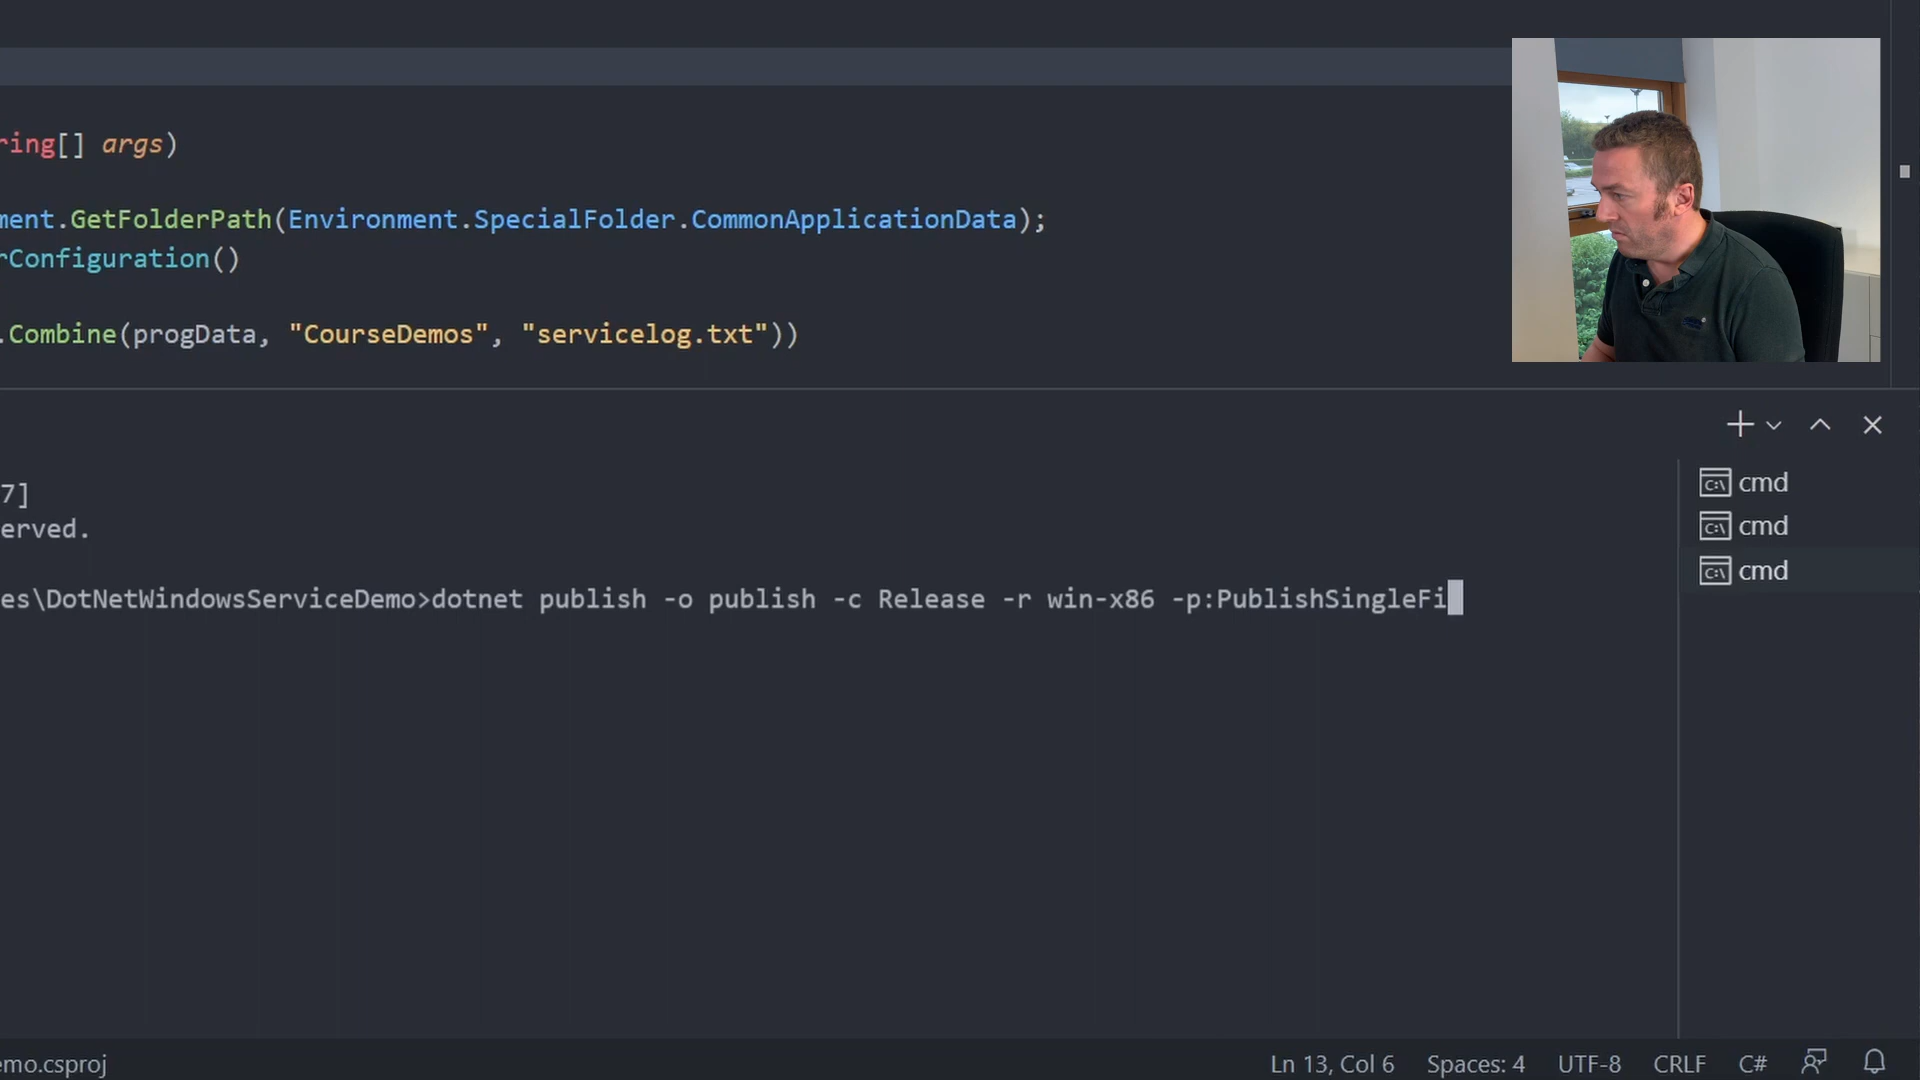 ring[] args)
ment.GetFolderPath(Environment.SpecialFolder.CommonApplicationData);
rConfiguration()
.Combine(progData, "CourseDemos", "servicelog.txt"))
7]
erved.
es\DotNetWindowsServiceDemo>dotnet publish -o publish -c Release -r win-x86 -p:PublishSingleFi
cmd
cmd
cmd
emo.csproj
Ln 13, Col 6
Spaces: 4
UTF-8
CRLF
C#